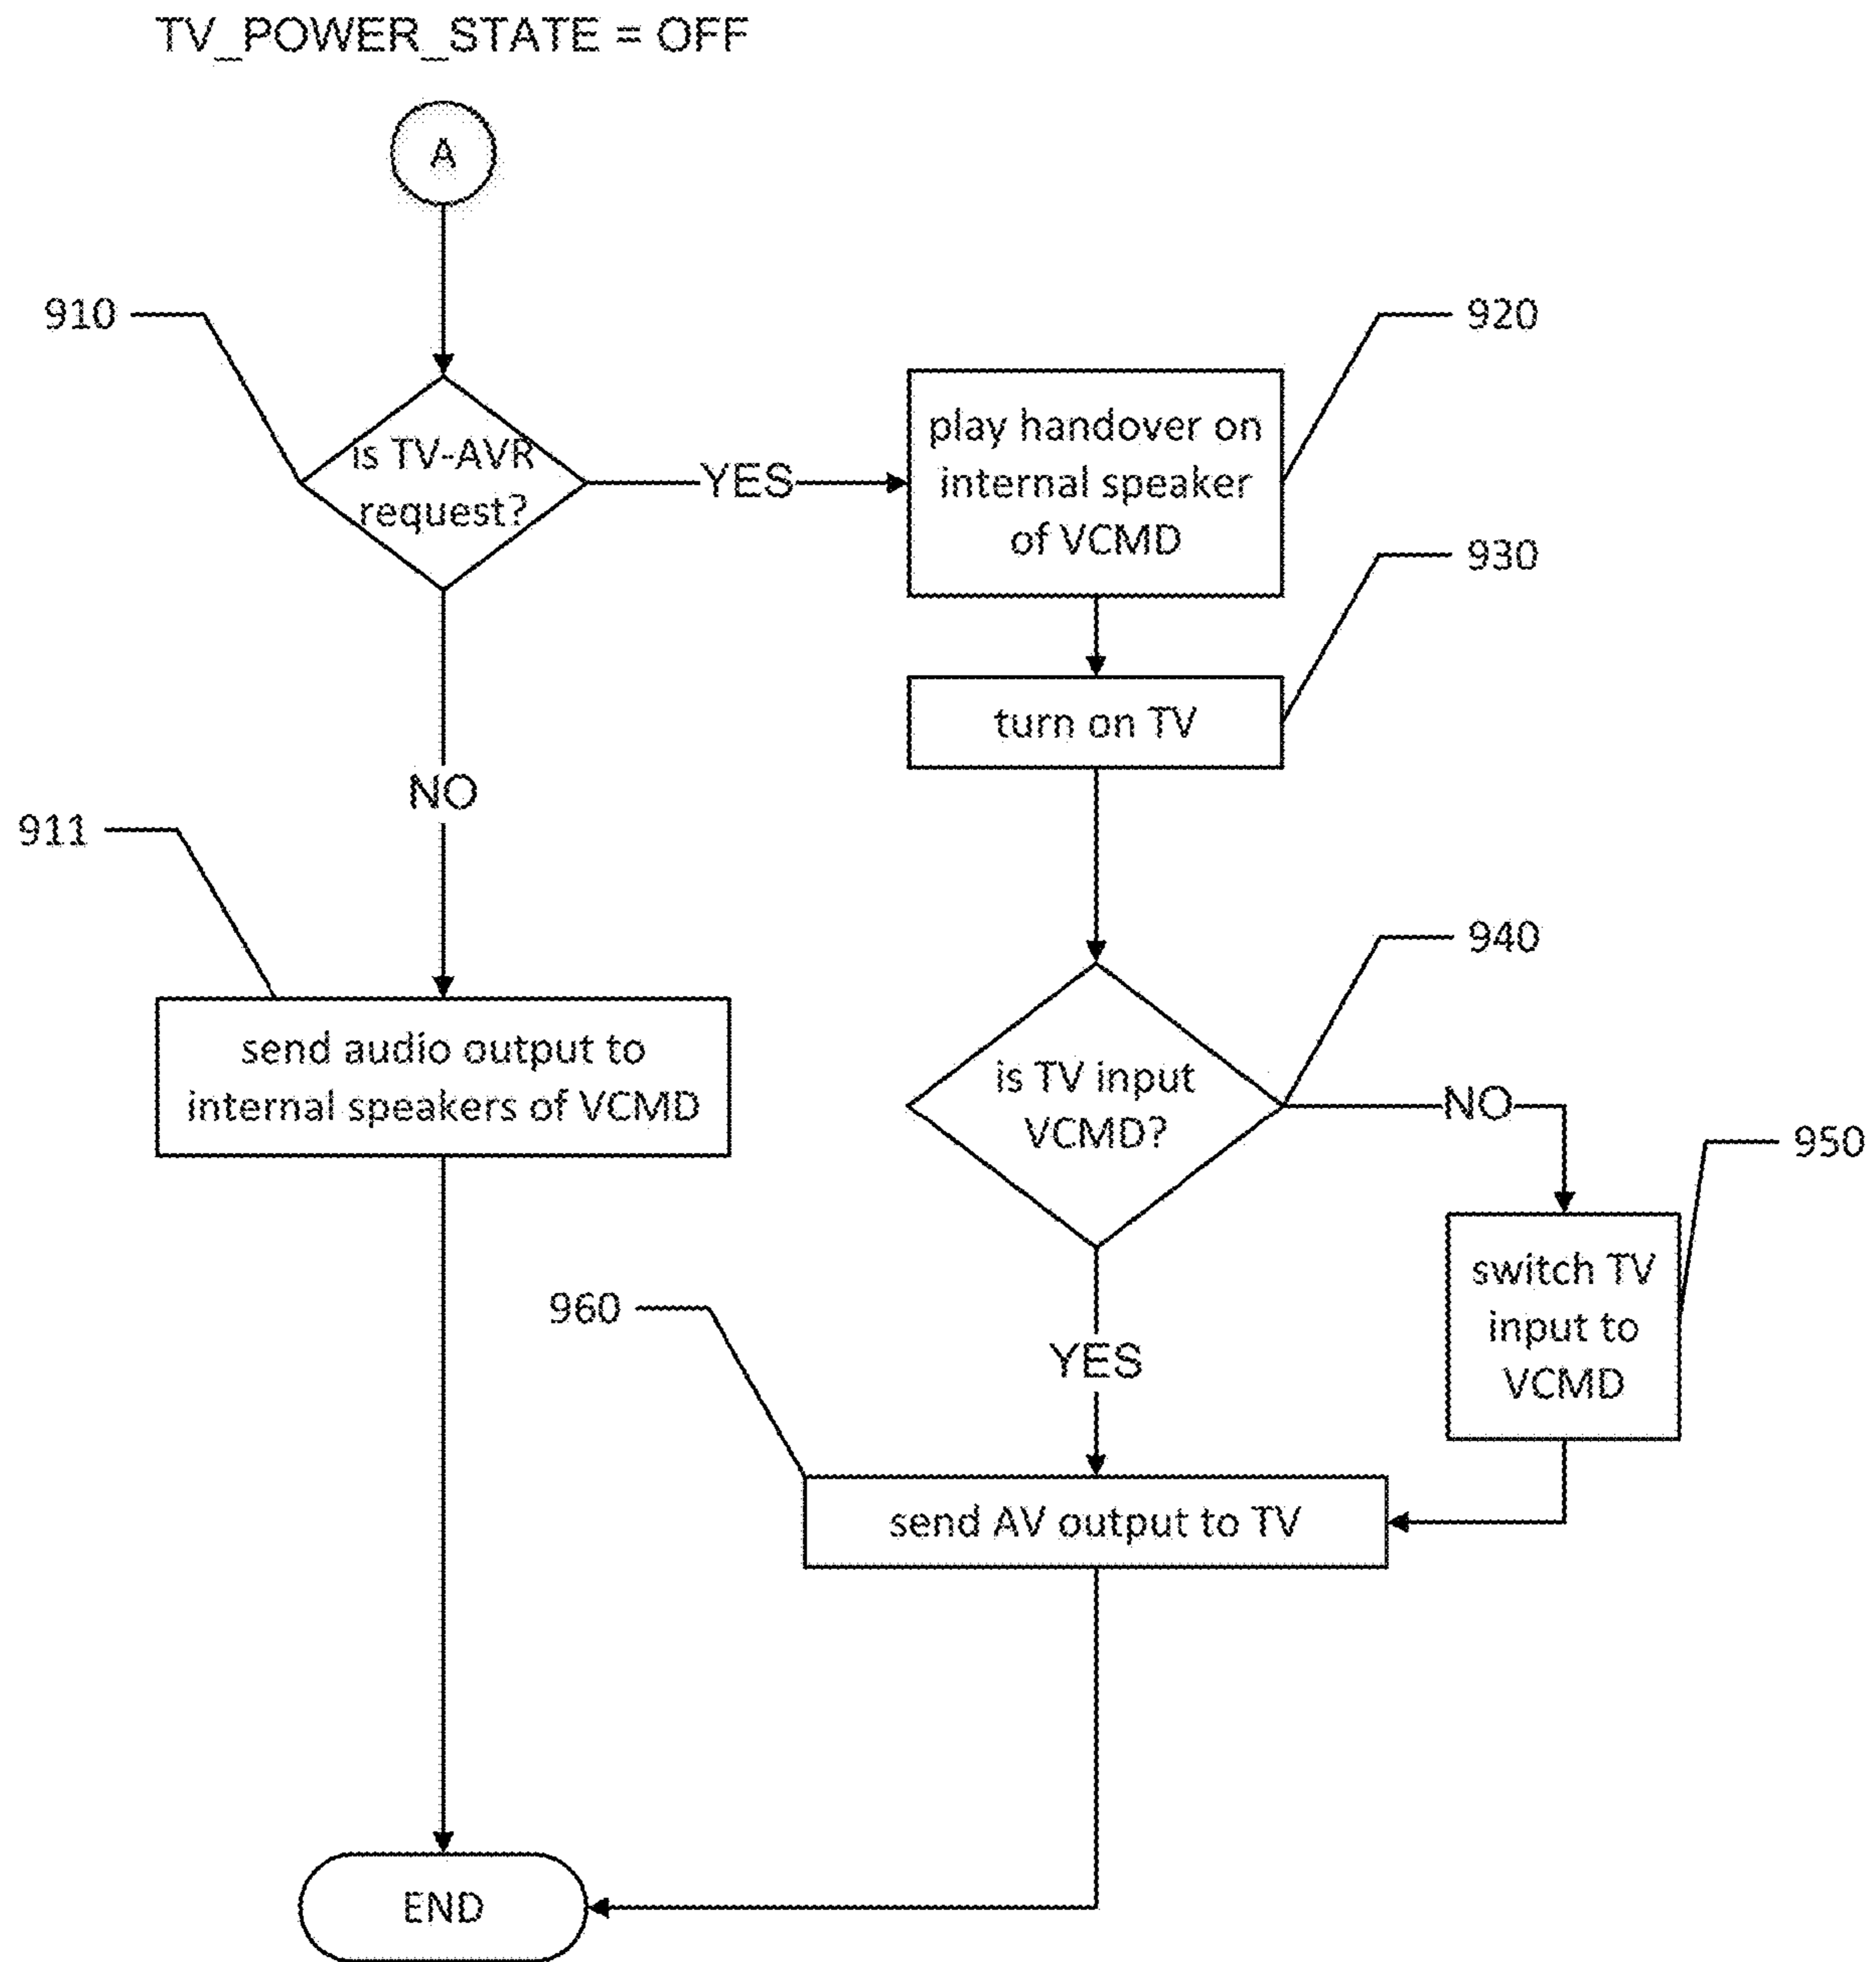 TV_POWER_STATE = OFF
A
910
is TV-AVR
request?
YES
920
play handover on
internal speaker
of VCMD
930
turn on TV
NO
911
send audio output to
internal speakers of VCMD
940
is TV input
VCMD?
NO
950
switch TV
input to
VCMD
YES
960
send AV output to TV
END